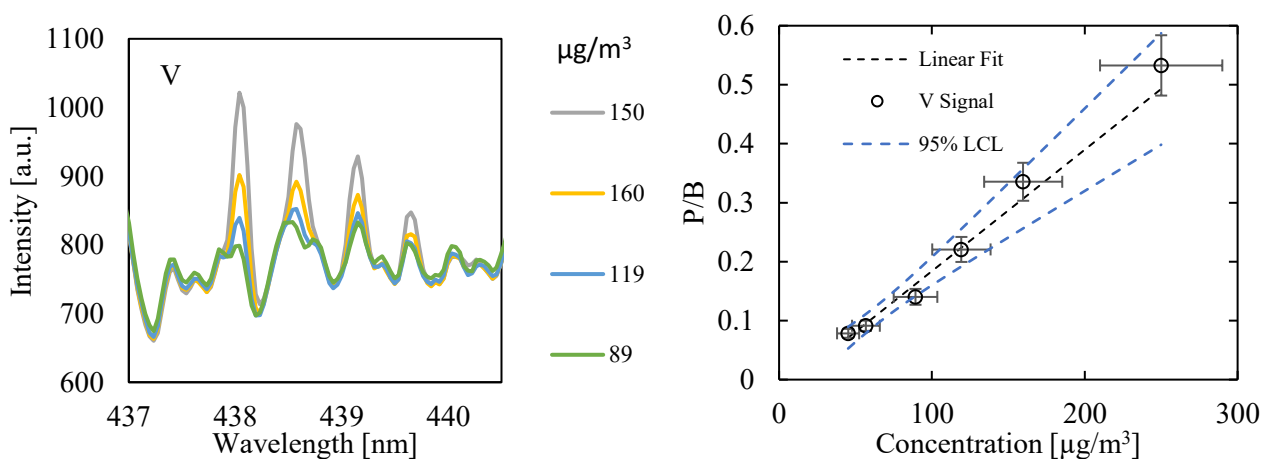 V
µg/m³
150
160
119
89
Intensity [a.u.]
1100
1000
900
800
700
600
437
438
439
440
Wavelength [nm]
Linear Fit
V Signal
95% LCL
P/B
0.6
0.5
0.4
0.3
0.2
0.1
0
0
100
200
300
Concentration [µg/m³]